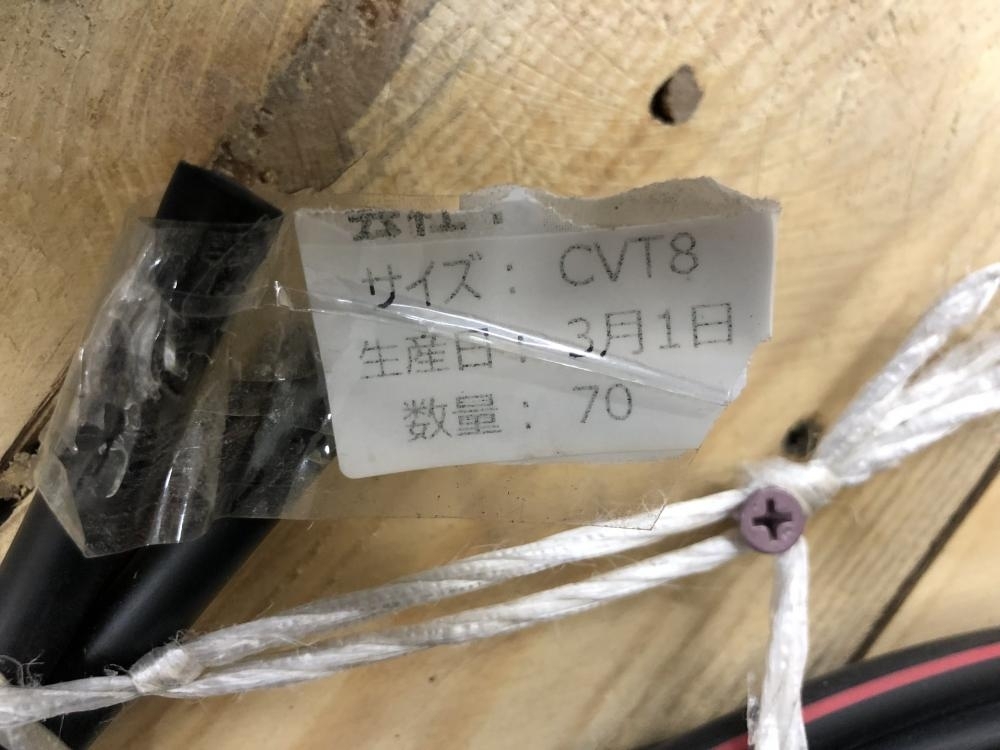 サイズ： CVT8
生産日： 3月1日
数量： 70